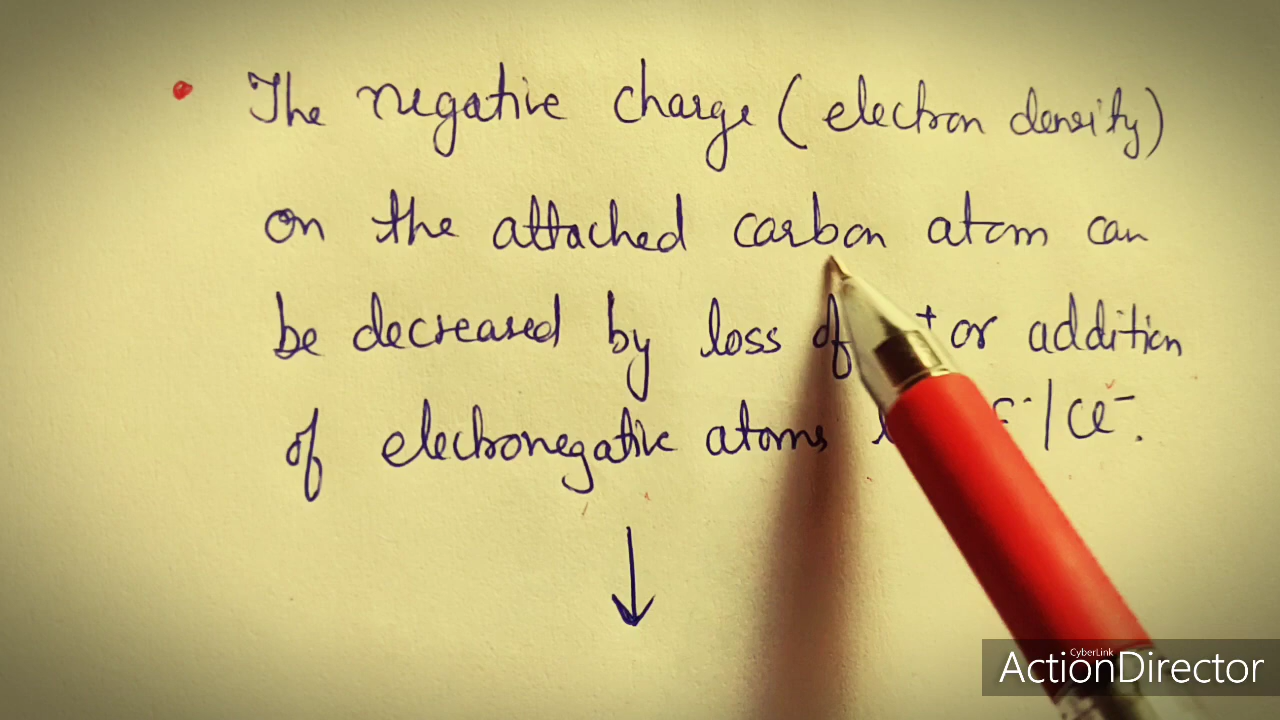 • The negative charge (electron density)
on the attached carbon atom can
be decreased by loss of + or addition
of electronegative atoms /Cl⁻.
CyberLink
ActionDirector